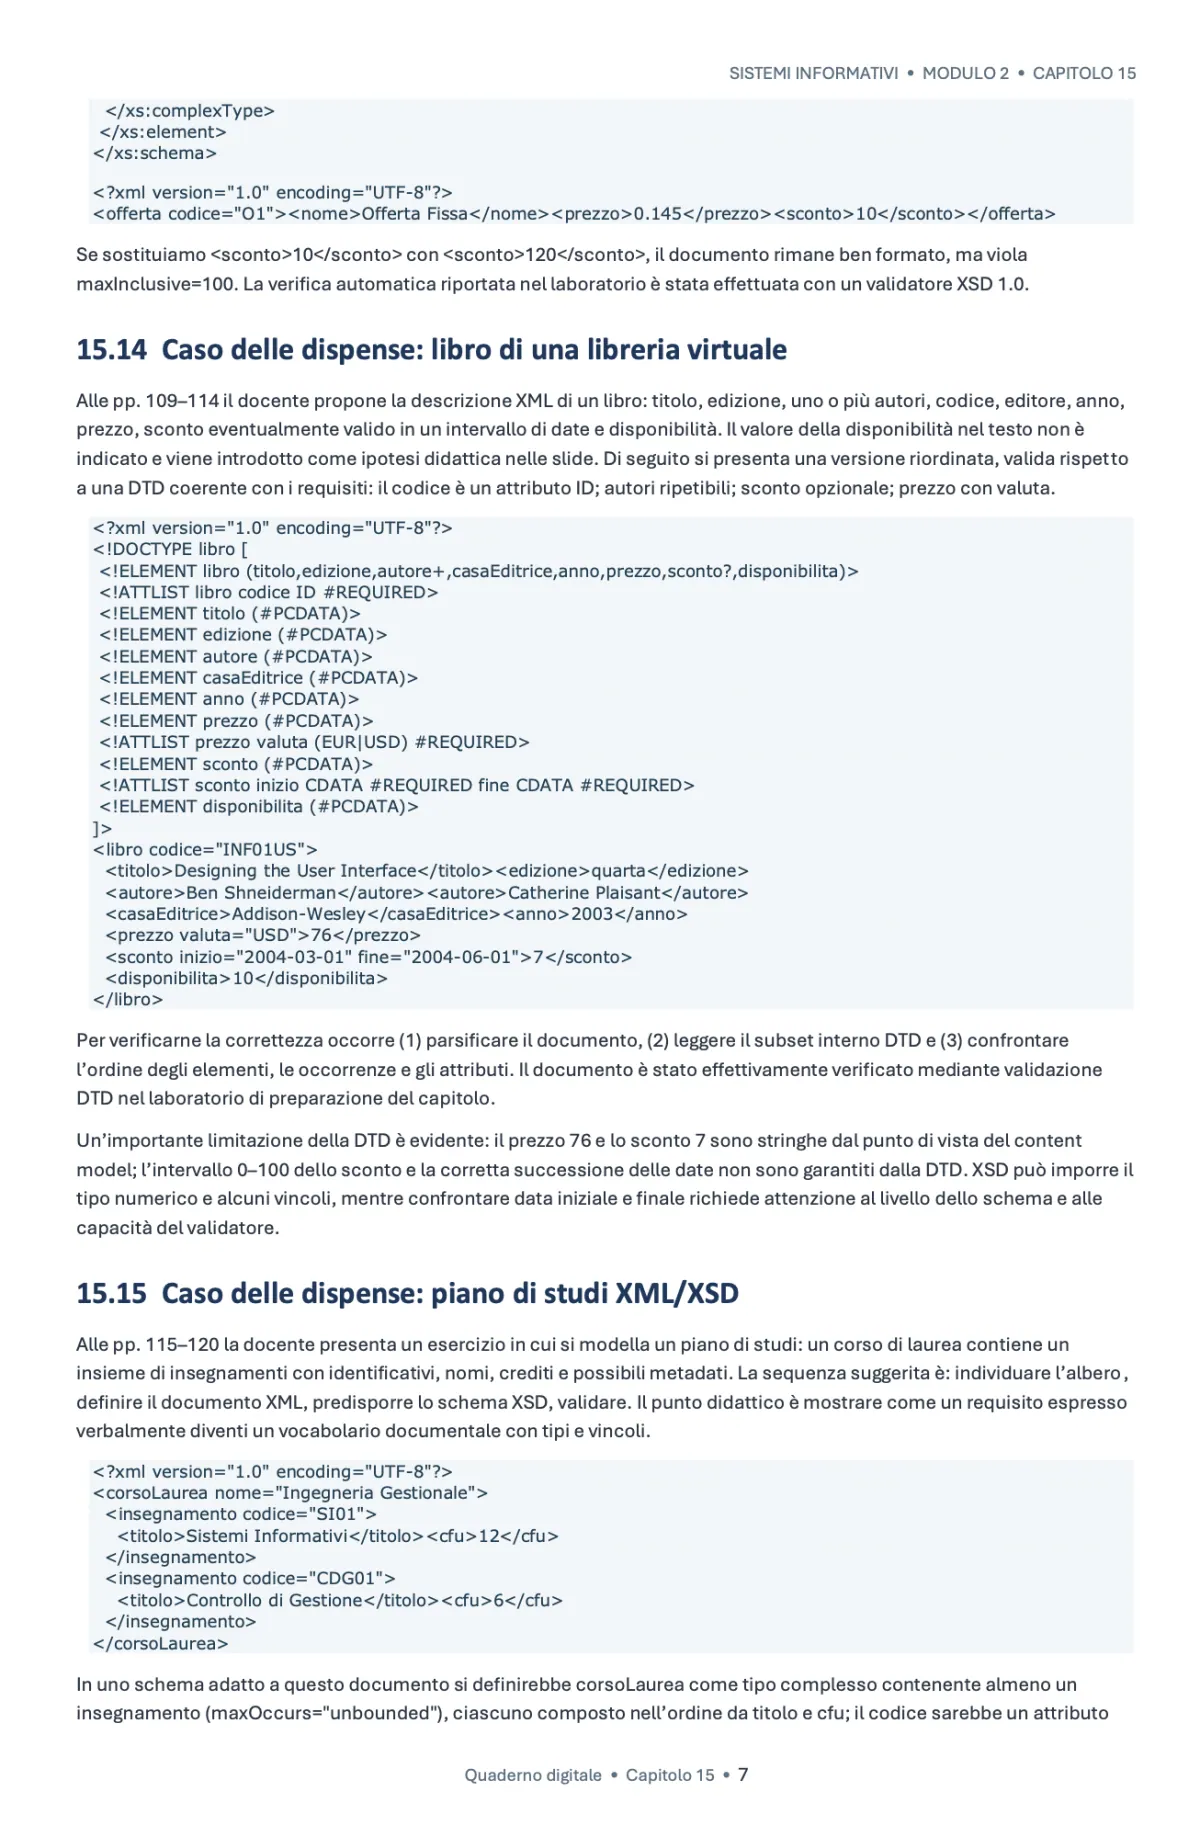 SISTEMI INFORMATIVI • MODULO 2 • CAPITOLO 15
</xs:complexType>
</xs:element>
</xs:schema>
<?xml version="1.0" encoding="UTF-8"?>
<offerta codice="O1"><nome>Offerta Fissa</nome><prezzo>0.145</prezzo><sconto>10</sconto></offerta>
Se sostituiamo <sconto>10</sconto> con <sconto>120</sconto>, il documento rimane ben formato, ma viola
maxInclusive=100. La verifica automatica riportata nel laboratorio è stata effettuata con un validatore XSD 1.0.
15.14 Caso delle dispense: libro di una libreria virtuale
Alle pp. 109–114 il docente propone la descrizione XML di un libro: titolo, edizione, uno o più autori, codice, editore, anno,
prezzo, sconto eventualmente valido in un intervallo di date e disponibilità. Il valore della disponibilità nel testo non è
indicato e viene introdotto come ipotesi didattica nelle slide. Di seguito si presenta una versione riordinata, valida rispetto
a una DTD coerente con i requisiti: il codice è un attributo ID; autori ripetibili; sconto opzionale; prezzo con valuta.
<?xml version="1.0" encoding="UTF-8"?>
<!DOCTYPE libro [
<!ELEMENT libro (titolo,edizione,autore+,casaEditrice,anno,prezzo,sconto?,disponibilita)>
<!ATTLIST libro codice ID #REQUIRED>
<!ELEMENT titolo (#PCDATA)>
<!ELEMENT edizione (#PCDATA)>
<!ELEMENT autore (#PCDATA)>
<!ELEMENT casaEditrice (#PCDATA)>
<!ELEMENT anno (#PCDATA)>
<!ELEMENT prezzo (#PCDATA)>
<!ATTLIST prezzo valuta (EUR|USD) #REQUIRED>
<!ELEMENT sconto (#PCDATA)>
<!ATTLIST sconto inizio CDATA #REQUIRED fine CDATA #REQUIRED>
<!ELEMENT disponibilita (#PCDATA)>
]>
<libro codice="INF01US">
<titolo>Designing the User Interface</titolo><edizione>quarta</edizione>
<autore>Ben Shneiderman</autore><autore>Catherine Plaisant</autore>
<casaEditrice>Addison-Wesley</casaEditrice><anno>2003</anno>
<prezzo valuta="USD">76</prezzo>
<sconto inizio="2004-03-01" fine="2004-06-01">7</sconto>
<disponibilita>10</disponibilita>
</libro>
Per verificarne la correttezza occorre (1) parsificare il documento, (2) leggere il subset interno DTD e (3) confrontare
l’ordine degli elementi, le occorrenze e gli attributi. Il documento è stato effettivamente verificato mediante validazione
DTD nel laboratorio di preparazione del capitolo.
Un’importante limitazione della DTD è evidente: il prezzo 76 e lo sconto 7 sono stringhe dal punto di vista del content
model; l’intervallo 0–100 dello sconto e la corretta successione delle date non sono garantiti dalla DTD. XSD può imporre il
tipo numerico e alcuni vincoli, mentre confrontare data iniziale e finale richiede attenzione al livello dello schema e alle
capacità del validatore.
15.15 Caso delle dispense: piano di studi XML/XSD
Alle pp. 115–120 la docente presenta un esercizio in cui si modella un piano di studi: un corso di laurea contiene un
insieme di insegnamenti con identificativi, nomi, crediti e possibili metadati. La sequenza suggerita è: individuare l’albero,
definire il documento XML, predisporre lo schema XSD, validare. Il punto didattico è mostrare come un requisito espresso
verbalmente diventi un vocabolario documentale con tipi e vincoli.
<?xml version="1.0" encoding="UTF-8"?>
<corsoLaurea nome="Ingegneria Gestionale">
<insegnamento codice="SI01">
<titolo>Sistemi Informativi</titolo><cfu>12</cfu>
</insegnamento>
<insegnamento codice="CDG01">
<titolo>Controllo di Gestione</titolo><cfu>6</cfu>
</insegnamento>
</corsoLaurea>
In uno schema adatto a questo documento si definirebbe corsoLaurea come tipo complesso contenente almeno un
insegnamento (maxOccurs="unbounded"), ciascuno composto nell’ordine da titolo e cfu; il codice sarebbe un attributo
Quaderno digitale • Capitolo 15 • 7